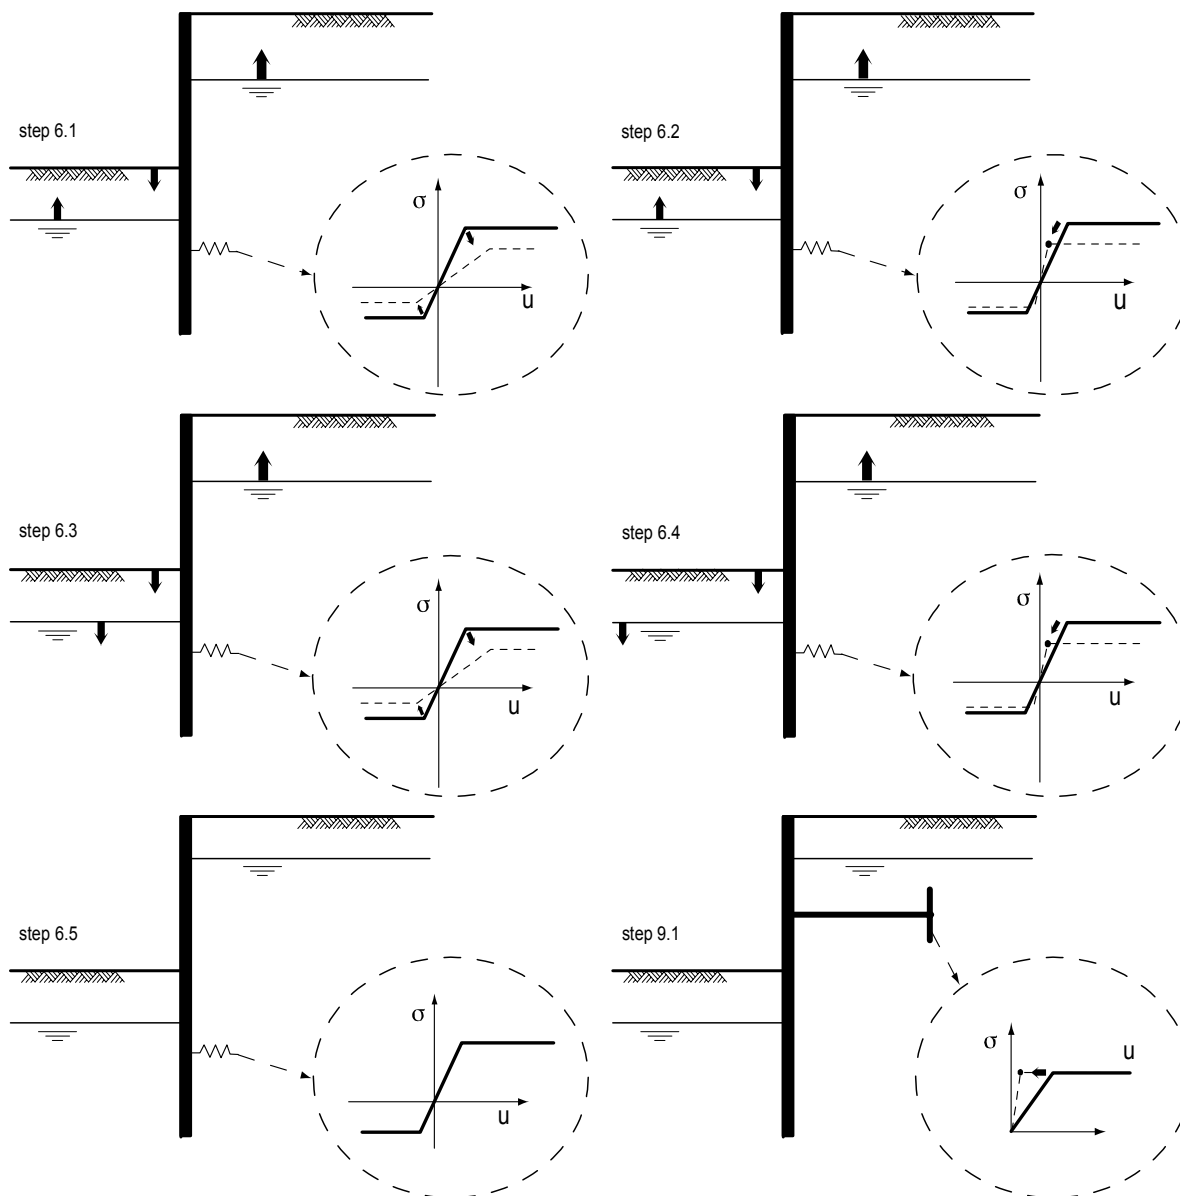 step 6.1
σ
u
step 6.2
σ
u
step 6.3
σ
u
step 6.4
σ
u
step 6.5
σ
u
step 9.1
σ
u